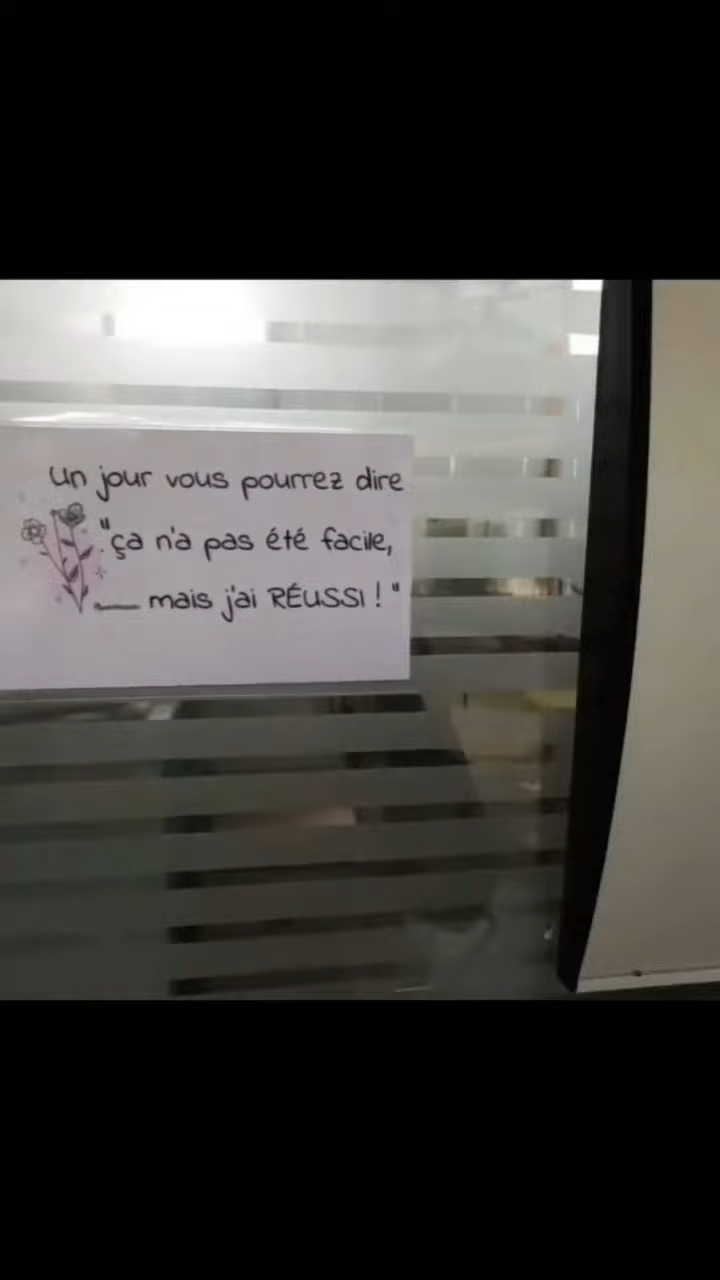 un jour vous pourrez dire
"ça n'a pas été facile,
mais j'ai RÉUSSI ! "